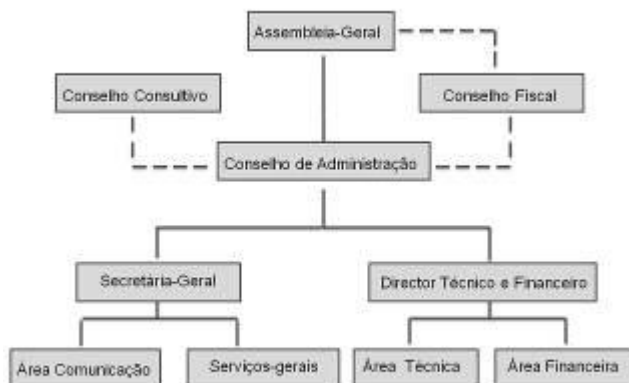 Assembleia-Geral
Conselho Consultivo
Conselho Fiscal
Conselho de Administração
Secretária-Geral
Director Técnico e Financeiro
Área Comunicação
Serviços-gerais
Área Técnica
Área Financeira